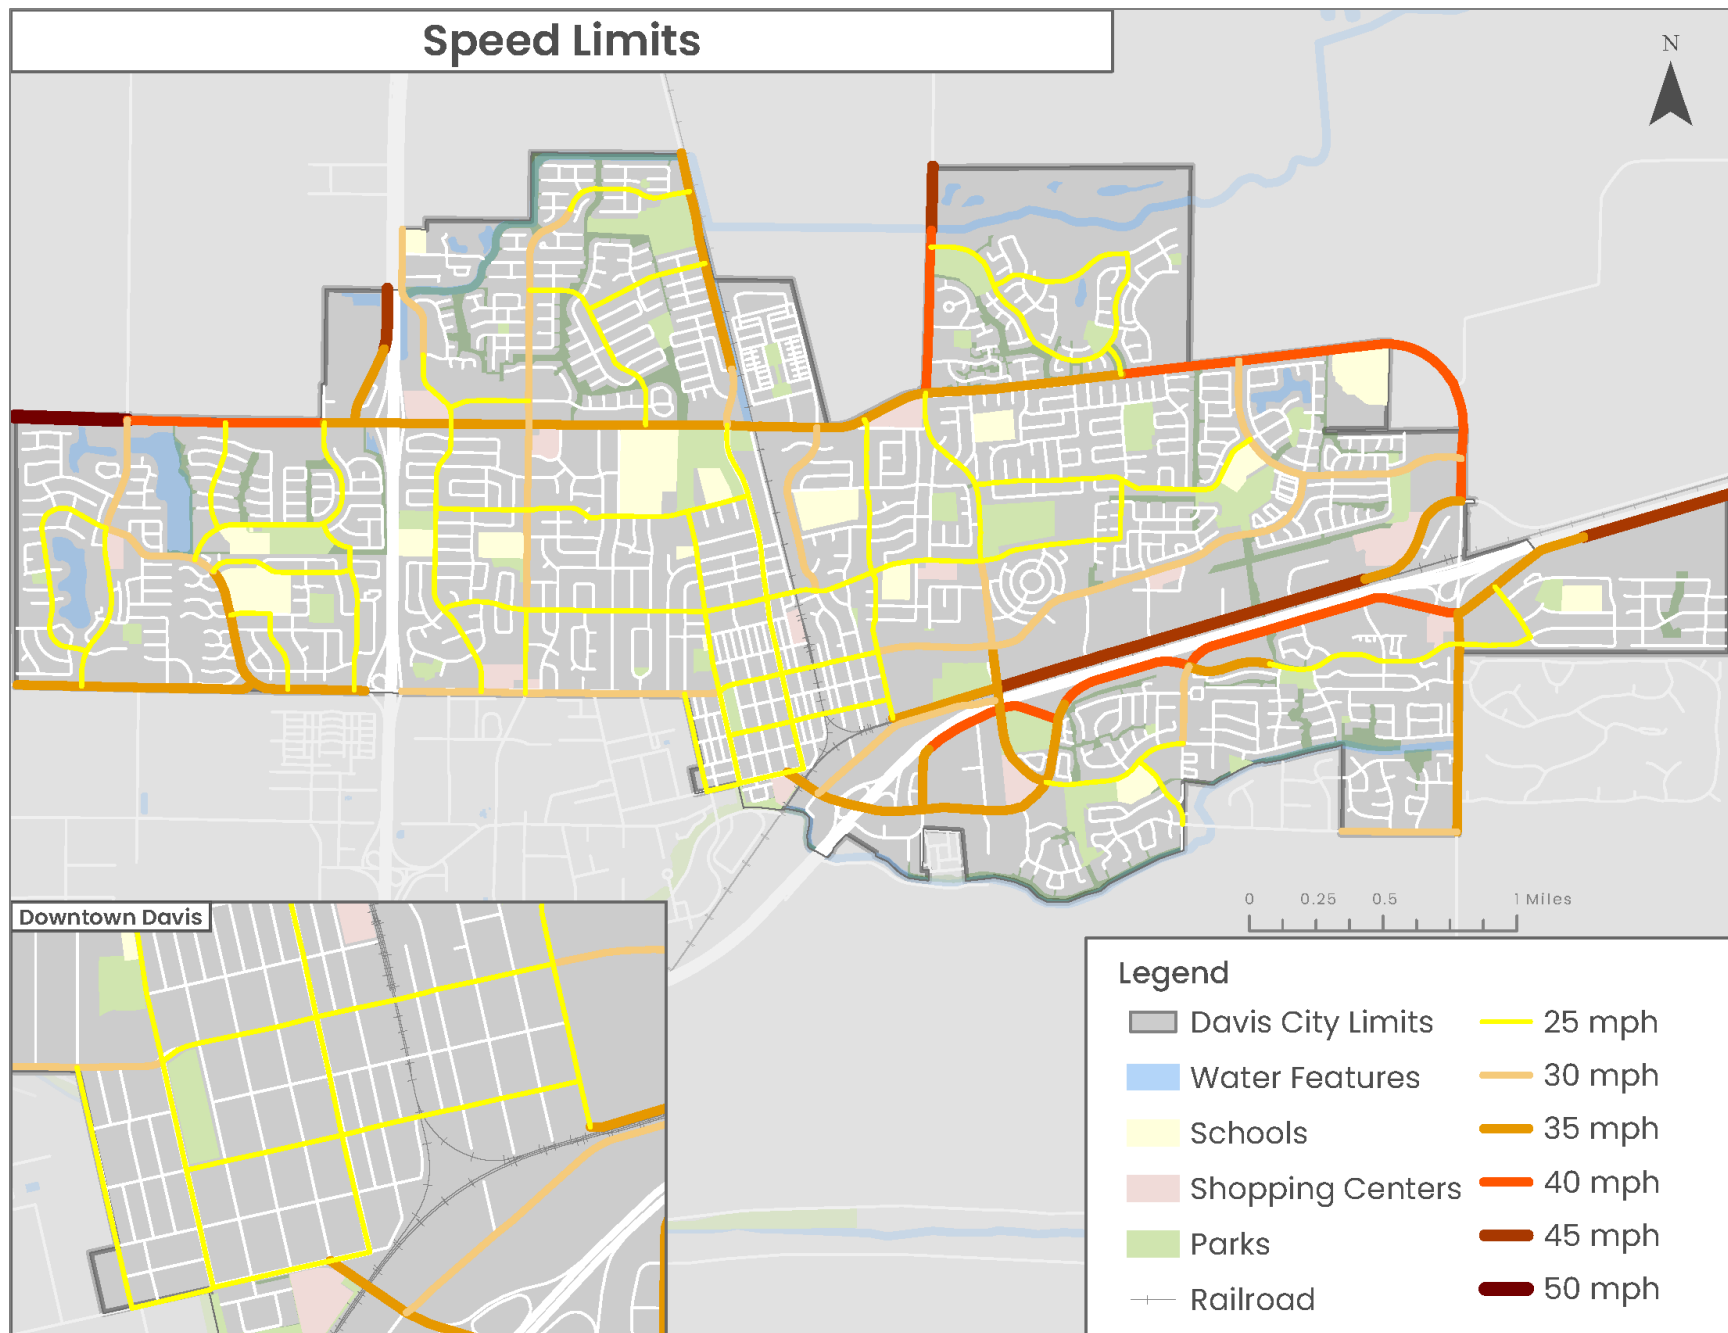 Speed Limits
N
0 0.25 0.5 1 Miles
Downtown Davis
Legend
Davis City Limits
Water Features
Schools
Shopping Centers
Parks
Railroad
25 mph
30 mph
35 mph
40 mph
45 mph
50 mph